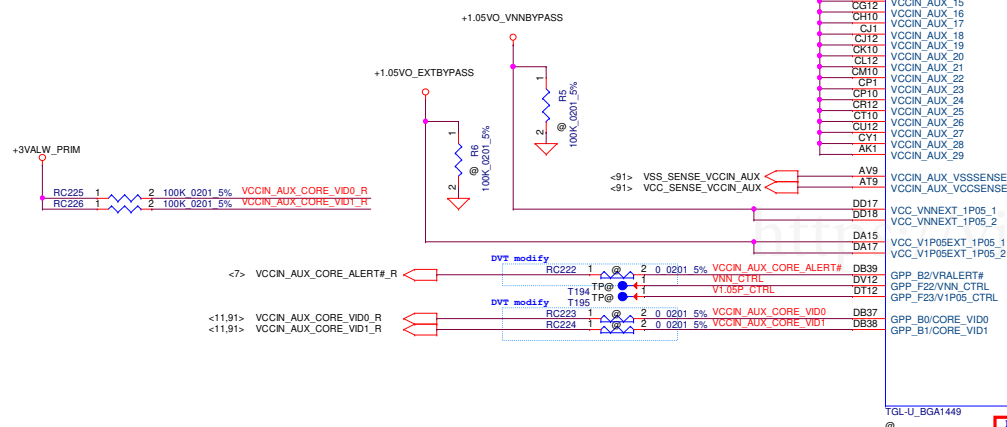 +1.05VO_VNNBYPASS
+1.05VO_EXTBYPASS
+3VALW_PRIM
1
R5
2
@
100K_0201_5%
1
R6
2
@
100K_0201_5%
RC225 1 2 100K_0201_5% VCCIN_AUX_CORE_VID0_R
RC226 1 2 100K_0201_5% VCCIN_AUX_CORE_VID1_R
VCCIN_AUX_15
CG12 VCCIN_AUX_16
CH10 VCCIN_AUX_17
CJ1 VCCIN_AUX_18
CJ12 VCCIN_AUX_19
CK10 VCCIN_AUX_20
CL12 VCCIN_AUX_21
CM10 VCCIN_AUX_22
CP1 VCCIN_AUX_23
CP10 VCCIN_AUX_24
CR12 VCCIN_AUX_25
CT10 VCCIN_AUX_26
CU12 VCCIN_AUX_27
CY1 VCCIN_AUX_28
AK1 VCCIN_AUX_29
<91> VSS_SENSE_VCCIN_AUX AV9 VCCIN_AUX_VSSSENSE
<91> VCC_SENSE_VCCIN_AUX AT9 VCCIN_AUX_VCCSENSE
DD17 VCC_VNNEXT_1P05_1
DD18 VCC_VNNEXT_1P05_2
DA15 VCC_V1P05EXT_1P05_1
DA17 VCC_V1P05EXT_1P05_2
DVT modify
<7> VCCIN_AUX_CORE_ALERT#_R RC222 1 @ 2 0_0201_5% VCCIN_AUX_CORE_ALERT# DB39 GPP_B2/VRALERT#
T194 TP@ 1 VNN_CTRL DV12 GPP_F22/VNN_CTRL
T195 TP@ 1 V1.05P_CTRL DT12 GPP_F23/V1P05_CTRL
DVT modify
<11,91> VCCIN_AUX_CORE_VID0_R RC223 1 @ 2 0_0201_5% VCCIN_AUX_CORE_VID0 DB37 GPP_B0/CORE_VID0
<11,91> VCCIN_AUX_CORE_VID1_R RC224 1 @ 2 0_0201_5% VCCIN_AUX_CORE_VID1 DB38 GPP_B1/CORE_VID1
TGL-U_BGA1449
@